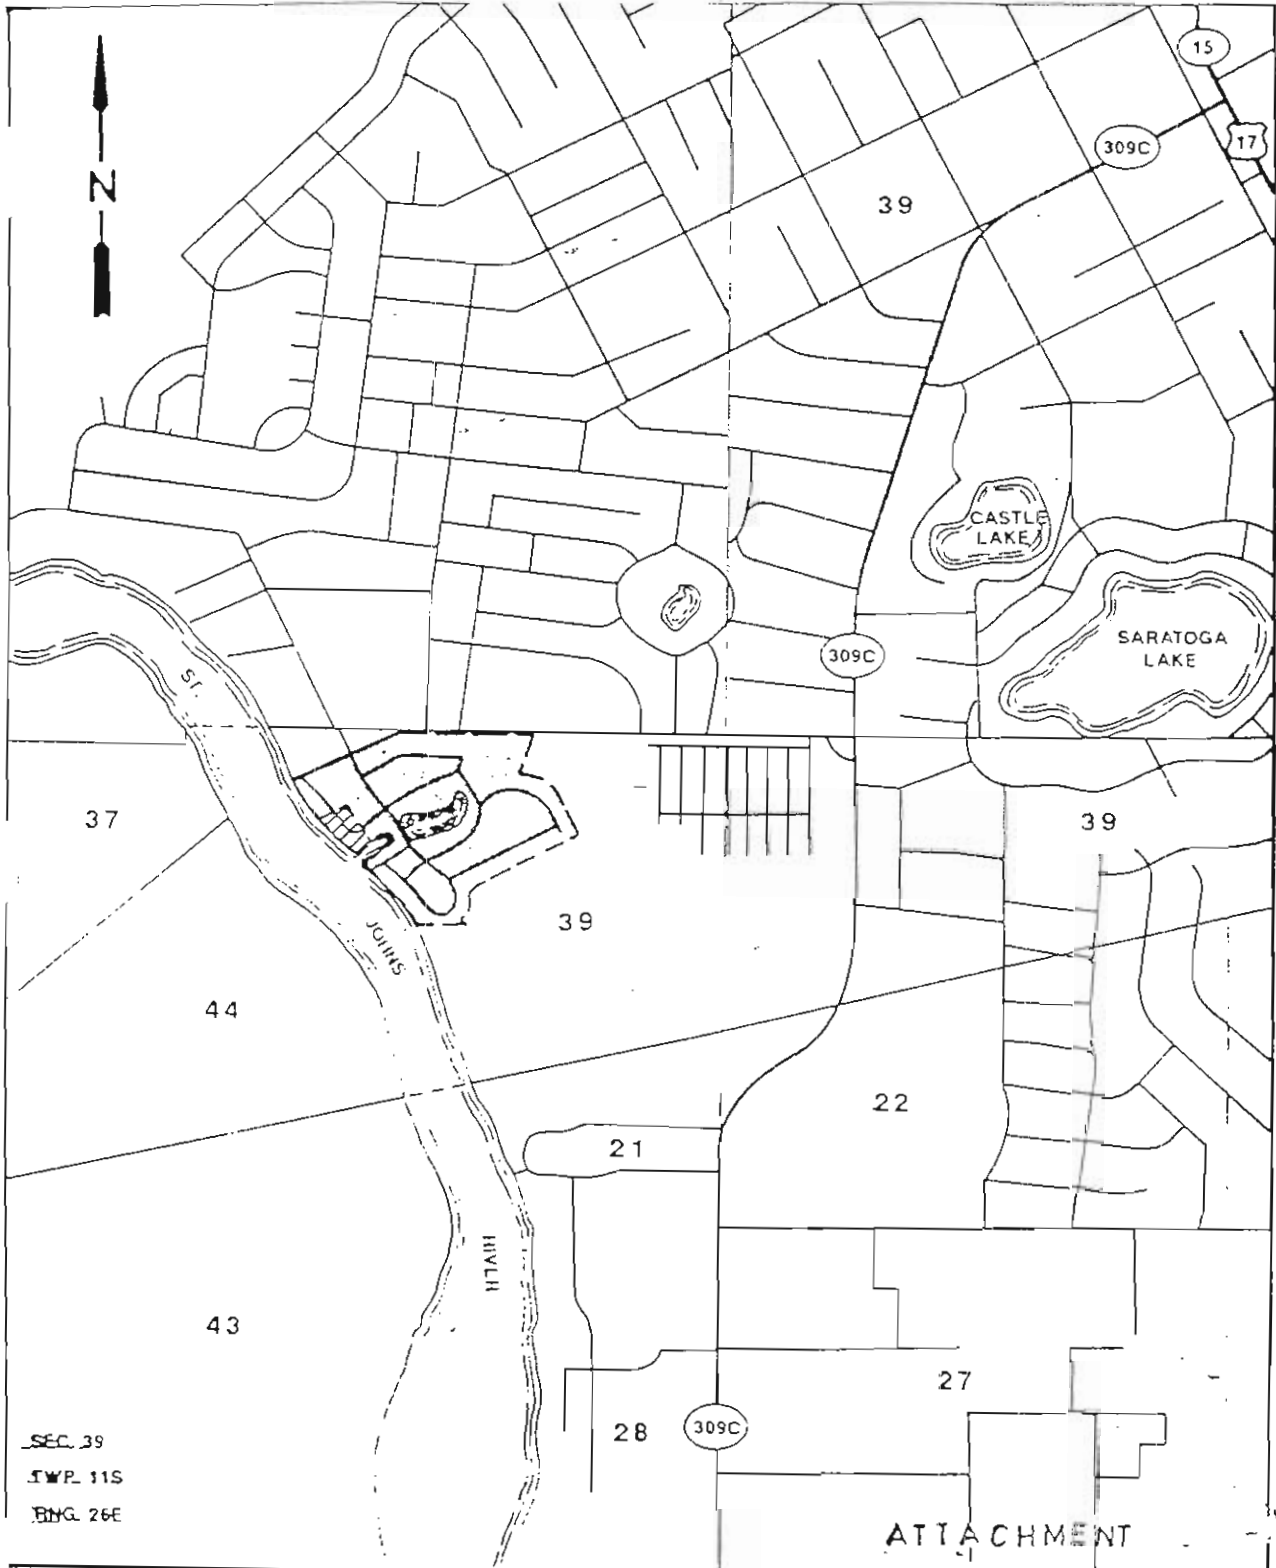 15
17
309C
N
39
CASTLE
LAKE
SARATOGA
LAKE
309C
ST.
37
39
39
JOHNS
44
22
21
RIVER
43
27
28
309C
SEC. 39
TWP. 11S
RNG. 26E
ATTACHMENT